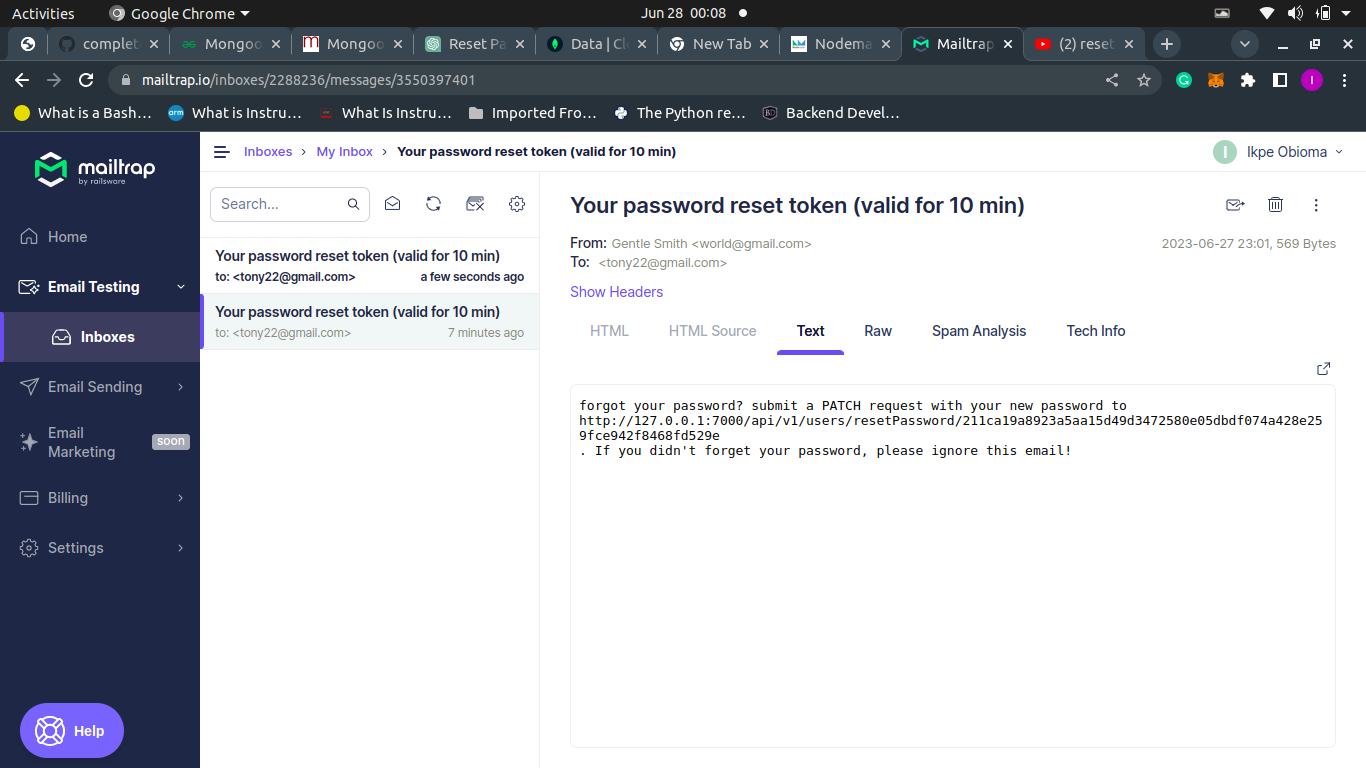 Activities
Google Chrome
Jun 28 00:08
complet
Mongoo
Mongoo
Reset Pa
Data | Cl
New Tab
Nodema
Mailtrap
(2) reset
mailtrap.io/inboxes/2288236/messages/3550397401
What is a Bash…
What is Instru…
What Is Instru…
Imported Fro…
The Python re…
Backend Devel…
mailtrap
by railsware
Home
Email Testing
Inboxes
Email Sending
Email
Marketing
soon
Billing
Settings
Help
Inboxes › My Inbox › Your password reset token (valid for 10 min)
I
Ikpe Obioma
Search...
Your password reset token (valid for 10 min)
to: <tony22@gmail.com>
a few seconds ago
Your password reset token (valid for 10 min)
to: <tony22@gmail.com>
7 minutes ago
Your password reset token (valid for 10 min)
From: Gentle Smith <world@gmail.com>
2023-06-27 23:01, 569 Bytes
To: <tony22@gmail.com>
Show Headers
HTML
HTML Source
Text
Raw
Spam Analysis
Tech Info
forgot your password? submit a PATCH request with your new password to
http://127.0.0.1:7000/api/v1/users/resetPassword/211ca19a8923a5aa15d49d3472580e05dbdf074a428e25
9fce942f8468fd529e
. If you didn't forget your password, please ignore this email!